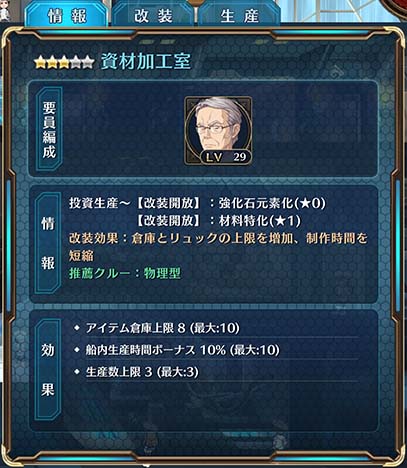 情報
改装
生産
資材加工室
要員編成
LV 29
情報
投資生産～【改装開放】：強化石元素化(★0)
【改装開放】：材料特化(★1)
改装効果：倉庫とリュックの上限を増加、制作時間を
短縮
推薦クルー：物理型
効果
◆ アイテム倉庫上限 8 (最大:10)
◆ 船内生産時間ボーナス 10% (最大:10)
◆ 生産数上限 3 (最大:3)